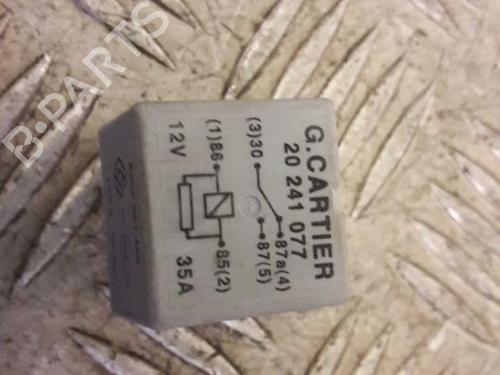 G.CARTIER
20 241 077
(3)30
87a(4)
87(5)
(1)86
85(2)
12V
35A
B-PARTS